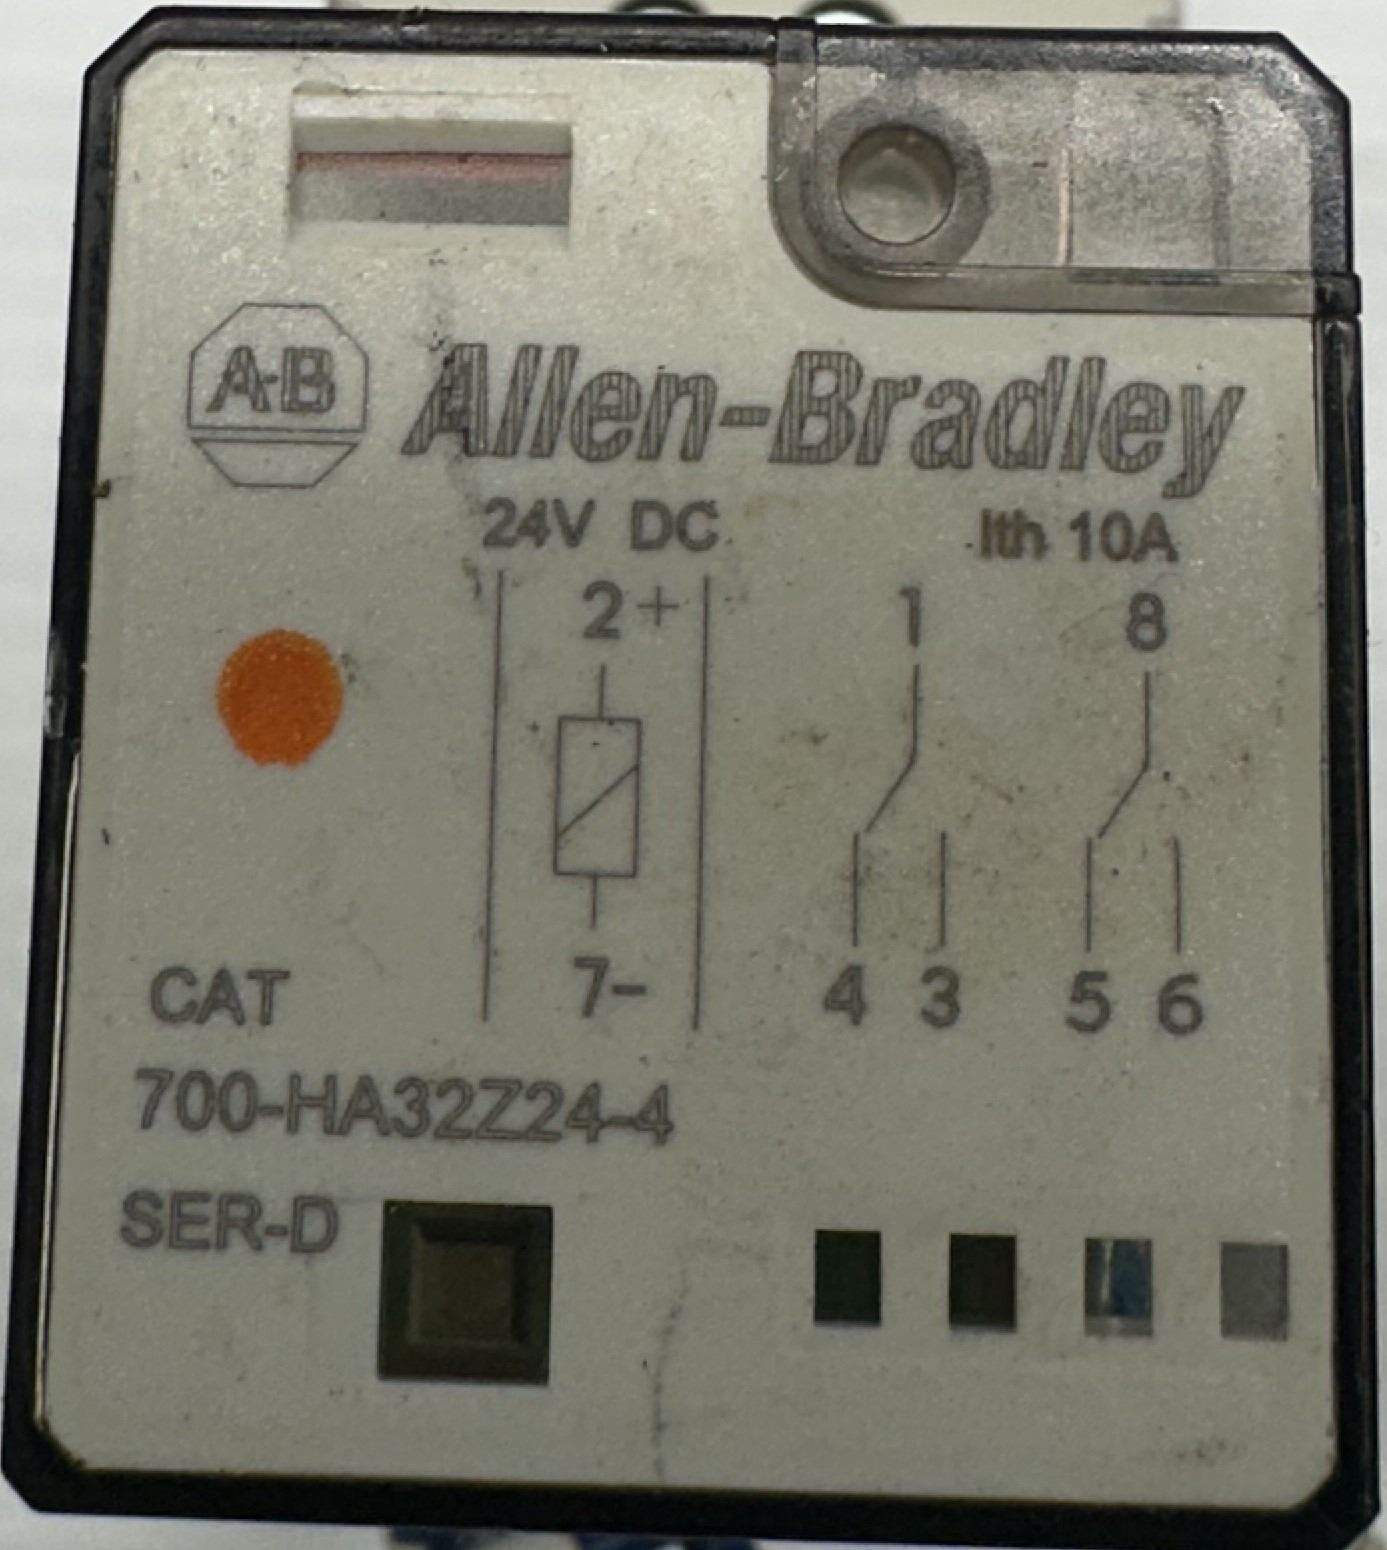 A-B Allen-Bradley
24V DC Ith 10A
2+ 1 8
7- 4 3 5 6
CAT
700-HA32Z24-4
SER-D